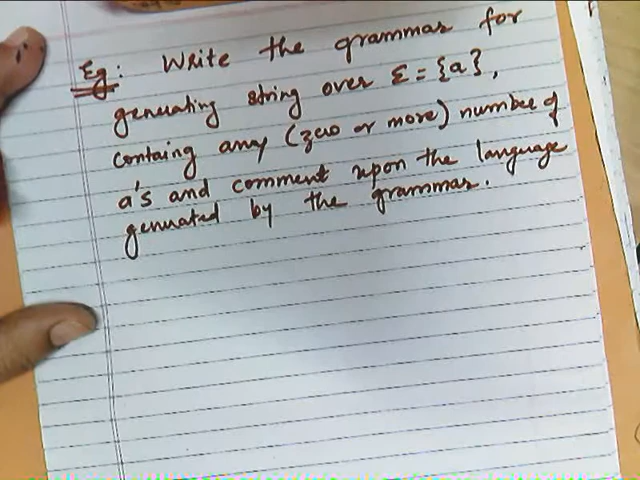 Eg: Write the grammar for
generating string over Σ = {a},
containg any (zero or more) number of
a's and comment upon the language
genuated by the grammar.